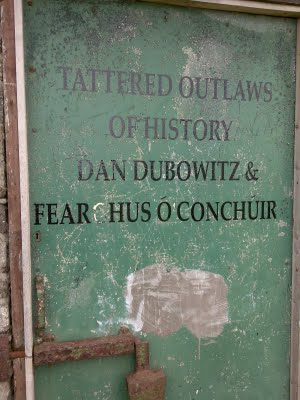 TATTERED OUTLAWS
OF HISTORY
DAN DUBOWITZ &
FEARGHUS Ó CONCHÚIR